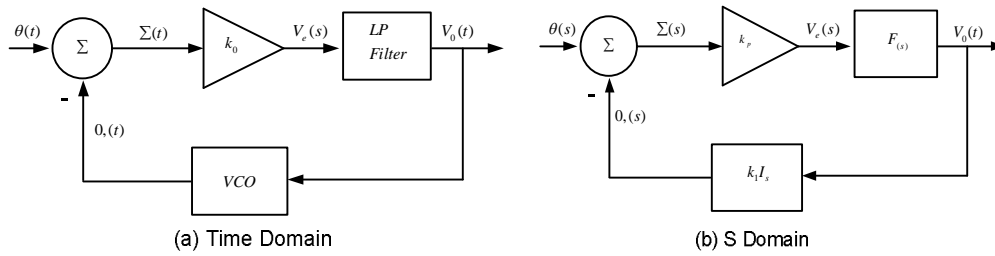 θ(t)
Σ
Σ(t)
k₀
Vₑ(s)
LP
Filter
V₀(t)
-
0,(t)
VCO
(a) Time Domain
θ(s)
Σ
Σ(s)
kₚ
Vₑ(s)
F₍ₛ₎
V₀(t)
-
0,(s)
k₁Iₛ
(b) S Domain